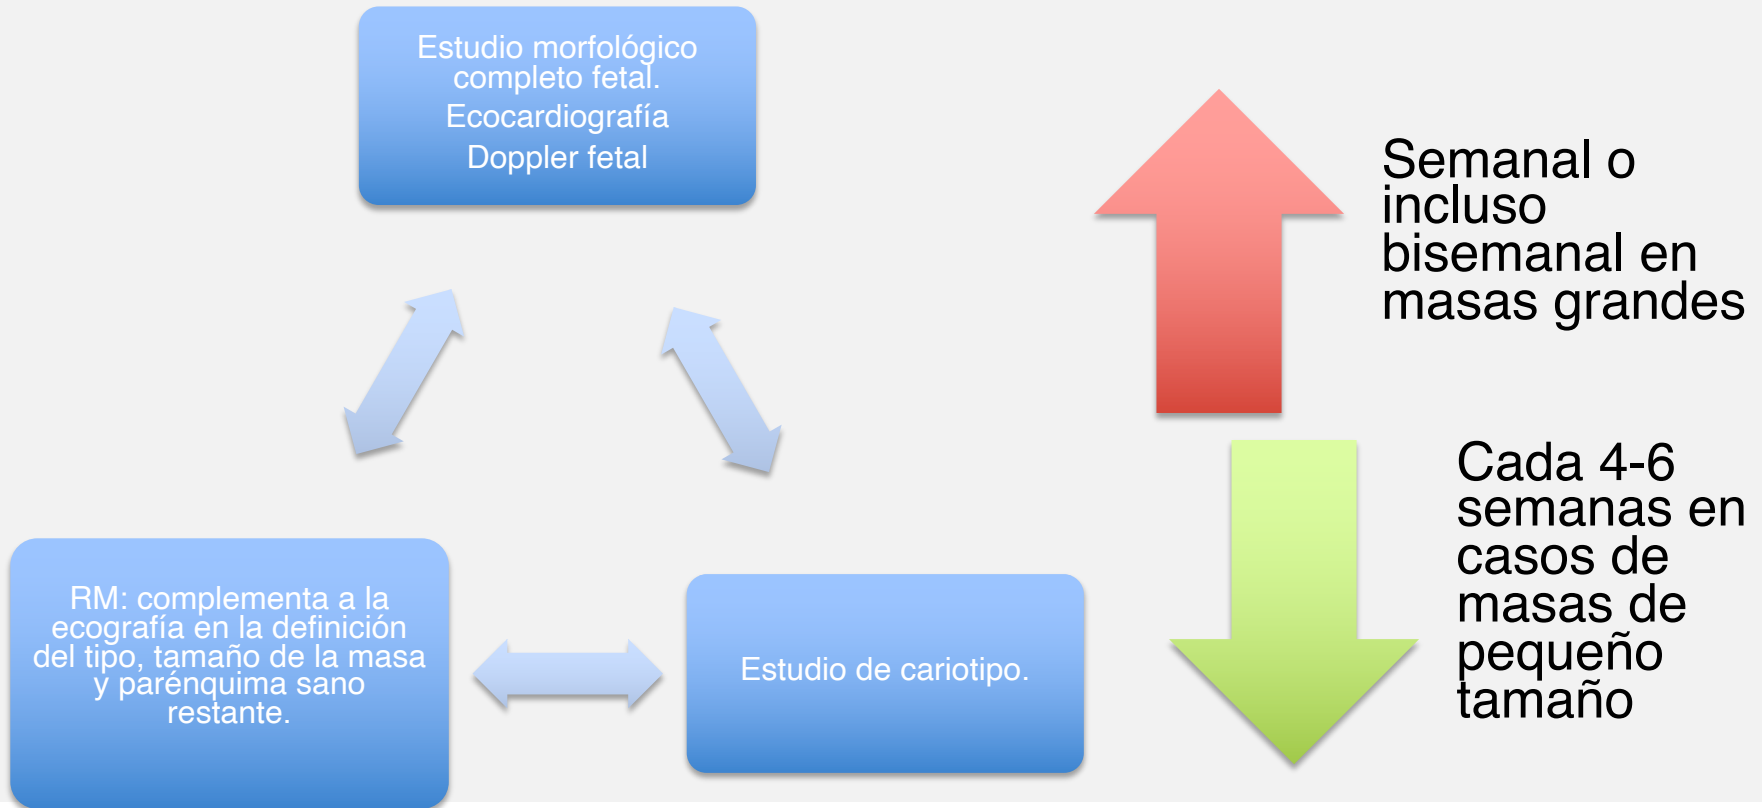 Estudio morfológico
completo fetal.
Ecocardiografía
Doppler fetal
RM: complementa a la
ecografía en la definición
del tipo, tamaño de la masa
y parénquima sano
restante.
Estudio de cariotipo.
Semanal o
incluso
bisemanal en
masas grandes
Cada 4-6
semanas en
casos de
masas de
pequeño
tamaño